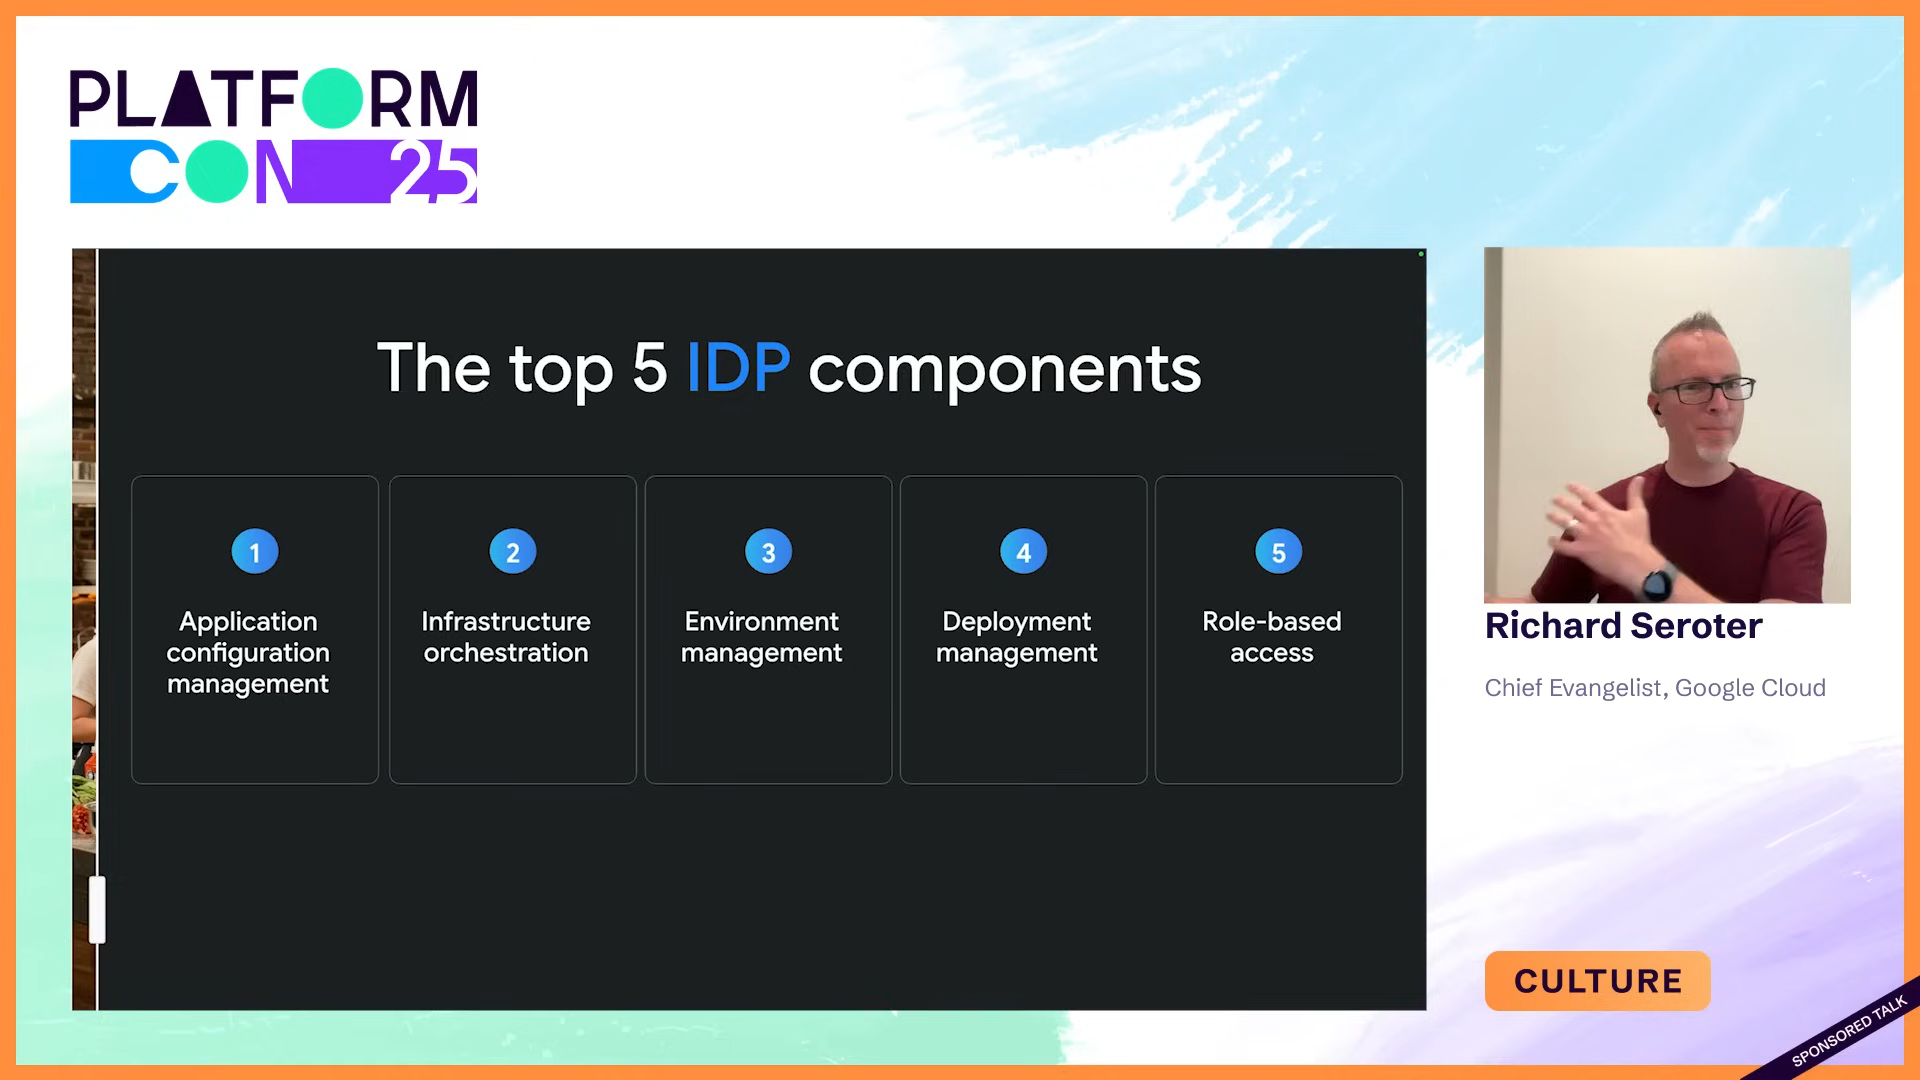 PLATFORM
CON 25
The top 5 IDP components
1
Application
configuration
management
2
Infrastructure
orchestration
3
Environment
management
4
Deployment
management
5
Role-based
access
Richard Seroter
Chief Evangelist, Google Cloud
CULTURE
SPONSORED TALK